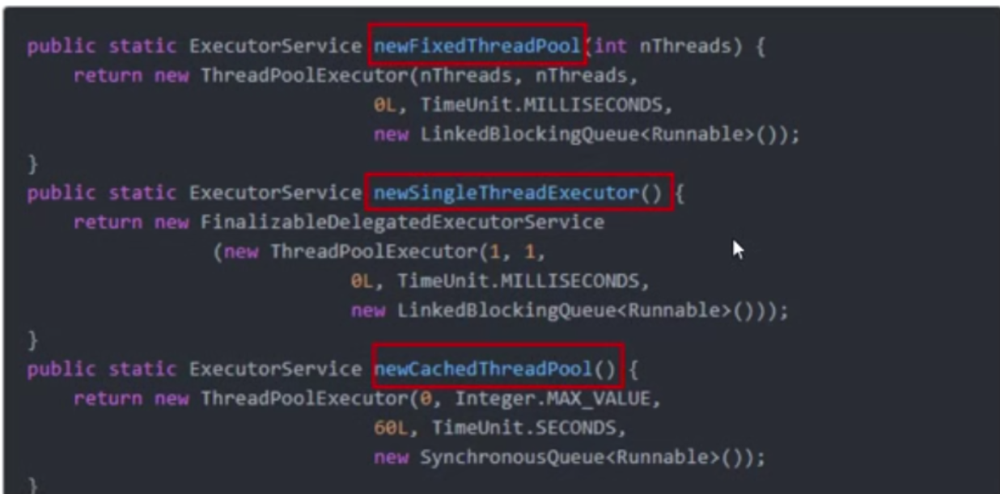 public static ExecutorService newFixedThreadPool(int nThreads) {
return new ThreadPoolExecutor(nThreads, nThreads,
0L, TimeUnit.MILLISECONDS,
new LinkedBlockingQueue<Runnable>());
}
public static ExecutorService newSingleThreadExecutor() {
return new FinalizableDelegatedExecutorService
(new ThreadPoolExecutor(1, 1,
0L, TimeUnit.MILLISECONDS,
new LinkedBlockingQueue<Runnable>()));
}
public static ExecutorService newCachedThreadPool() {
return new ThreadPoolExecutor(0, Integer.MAX_VALUE,
60L, TimeUnit.SECONDS,
new SynchronousQueue<Runnable>());
}